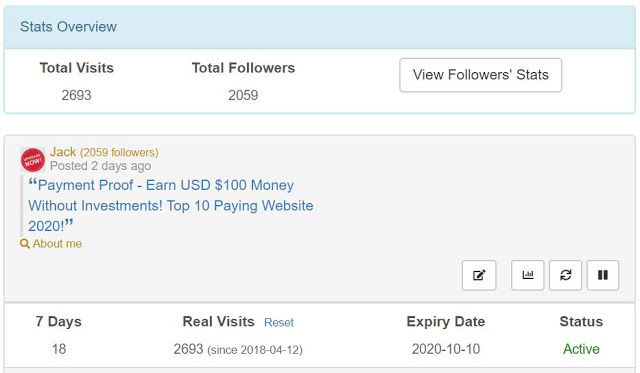 Stats Overview
Total Visits Total Followers View Followers' Stats
2693 2059
UPGRADE NOW!
Jack (2059 followers)
Posted 2 days ago
“Payment Proof - Earn USD $100 Money
Without Investments! Top 10 Paying Website
2020!”
About me
7 Days Real Visits Reset Expiry Date Status
18 2693 (since 2018-04-12) 2020-10-10 Active